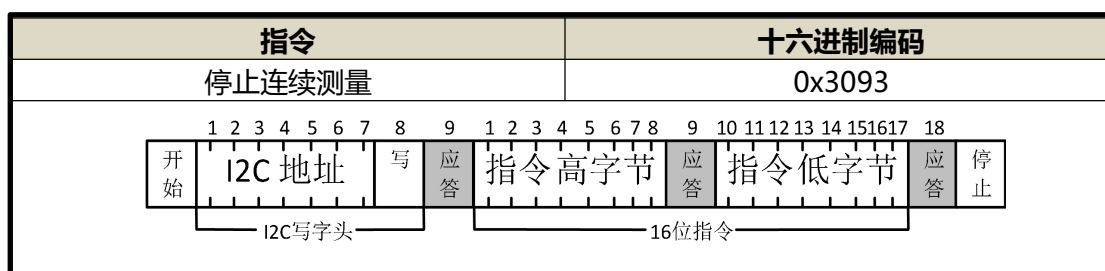 指令 十六进制编码
停止连续测量 0x3093
1 2 3 4 5 6 7 8 9 1 2 3 4 5 6 7 8 9 10 11 12 13 14 15 16 17 18
开始 I2C 地址 写 应答 指令高字节 应答 指令低字节 应答 停止
I2C写字头 16位指令